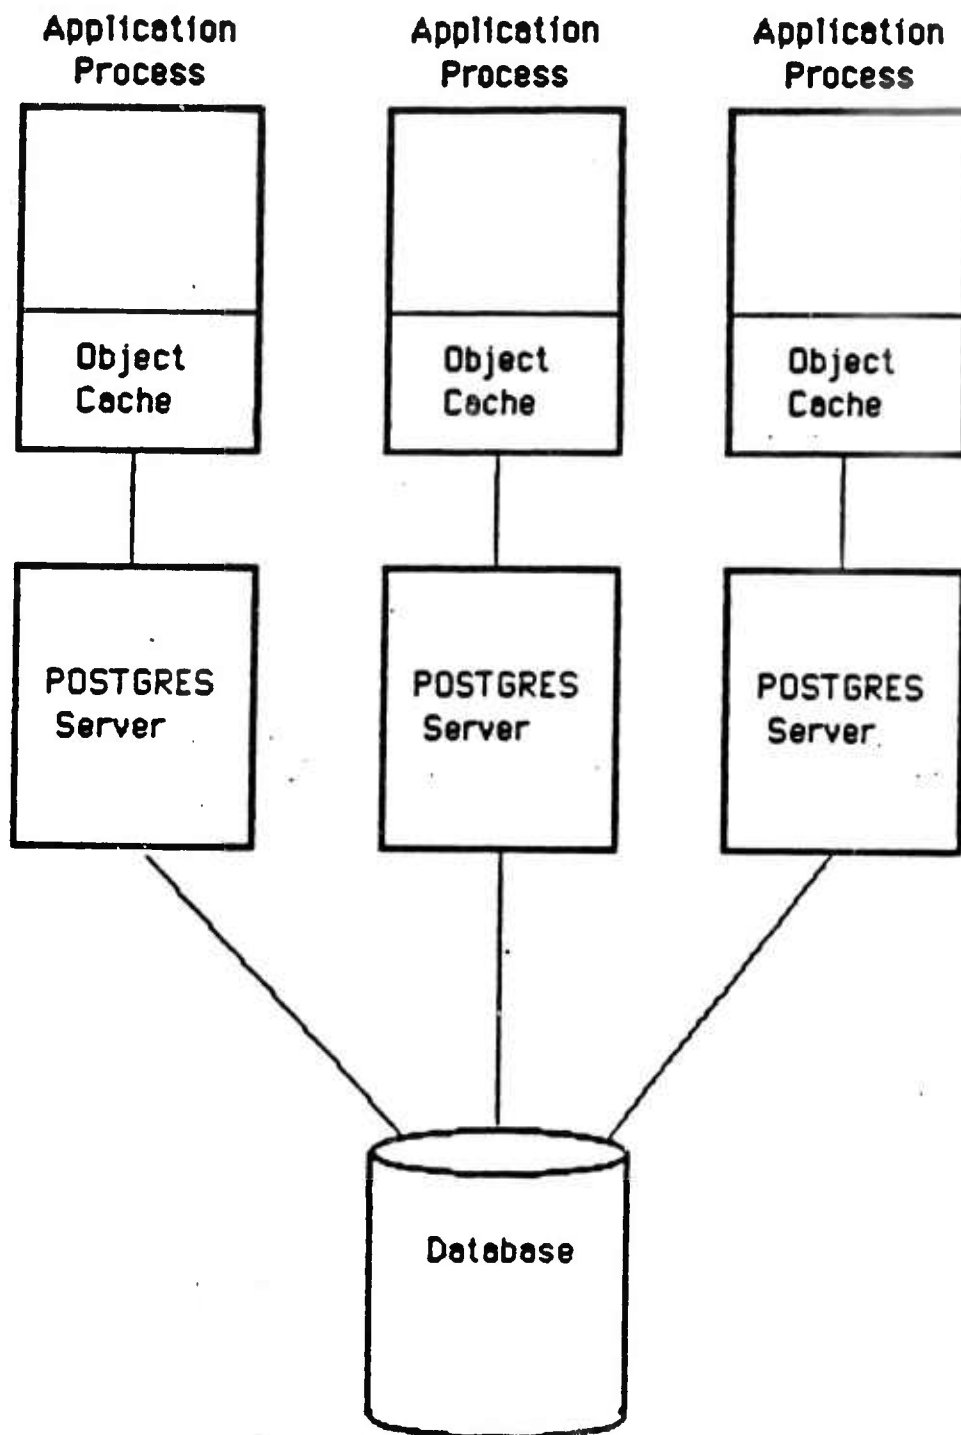 Application
Process
Application
Process
Application
Process
Object
Cache
Object
Cache
Object
Cache
POSTGRES
Server
POSTGRES
Server
POSTGRES
Server
Database